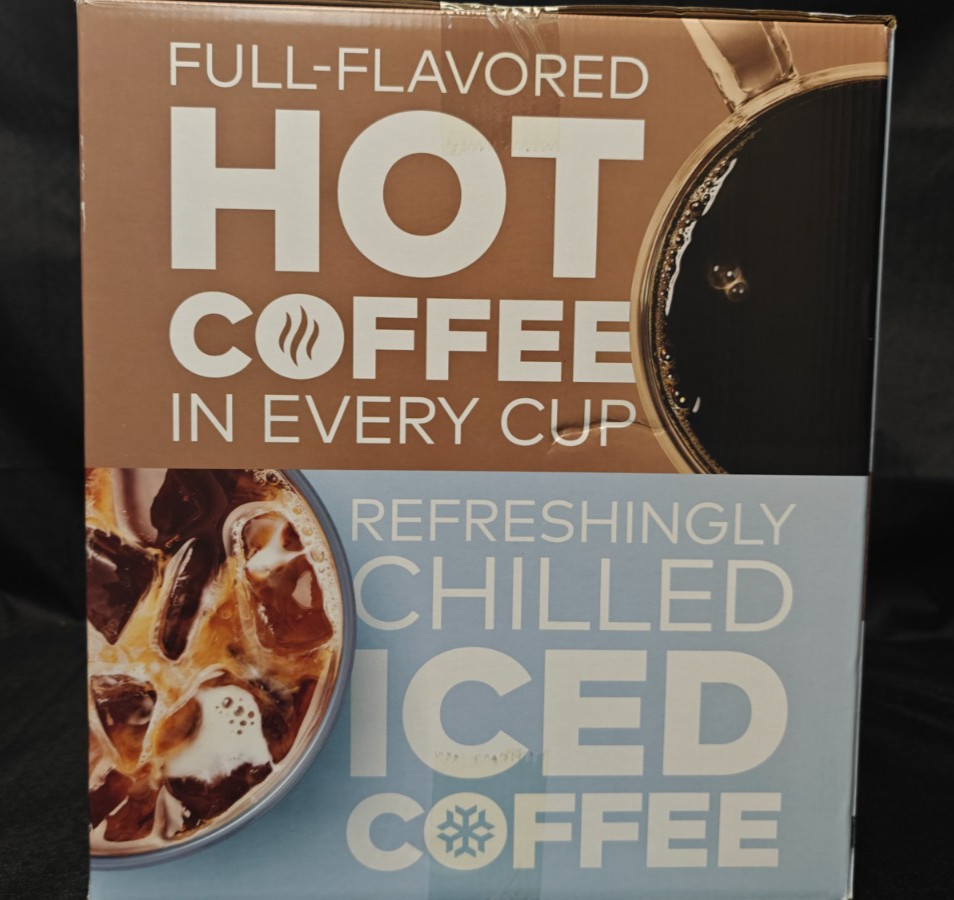 FULL-FLAVORED
HOT
COFFEE
IN EVERY CUP
REFRESHINGLY
CHILLED
ICED
COFFEE